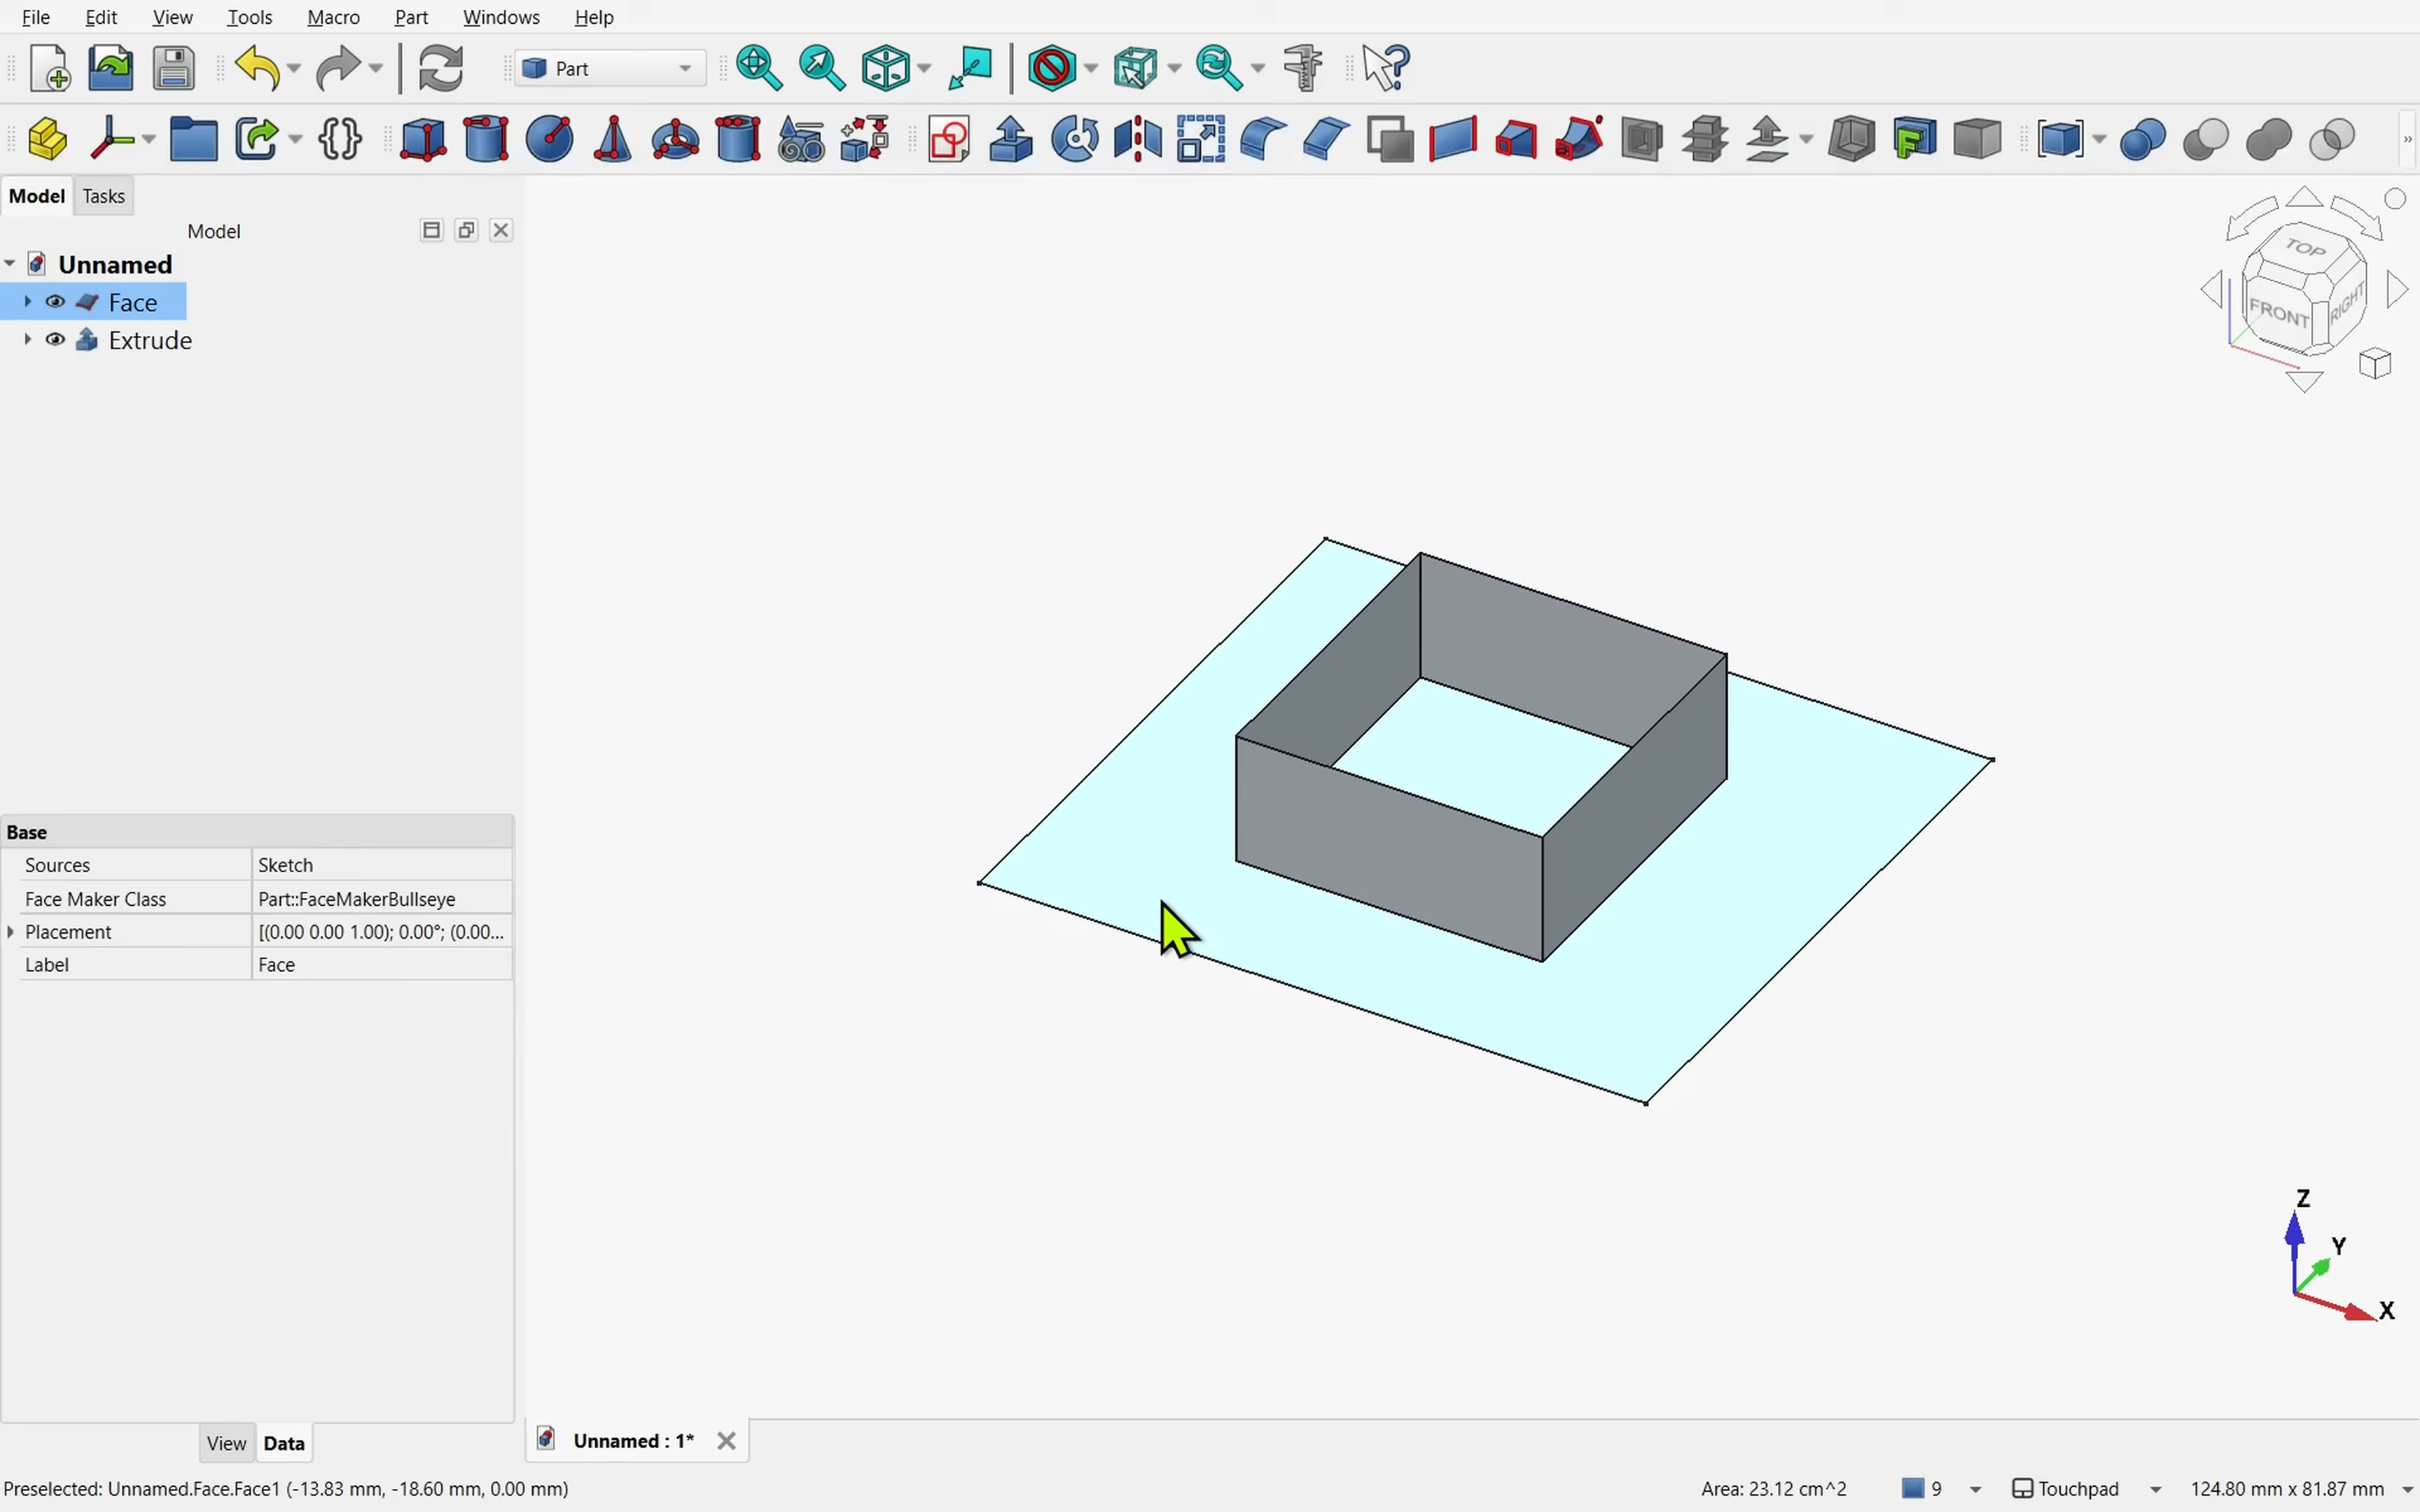 File Edit View Tools Macro Part Windows Help
Part
Model Tasks
Model
Unnamed
Face
Extrude
TOP
FRONT
RIGHT
Base
Sources Sketch
Face Maker Class Part::FaceMakerBullseye
Placement [(0.00 0.00 1.00); 0.00°; (0.00...
Label Face
Z
Y
X
View Data
Unnamed : 1*
Preselected: Unnamed.Face.Face1 (-13.83 mm, -18.60 mm, 0.00 mm)
Area: 23.12 cm^2 9 Touchpad 124.80 mm x 81.87 mm